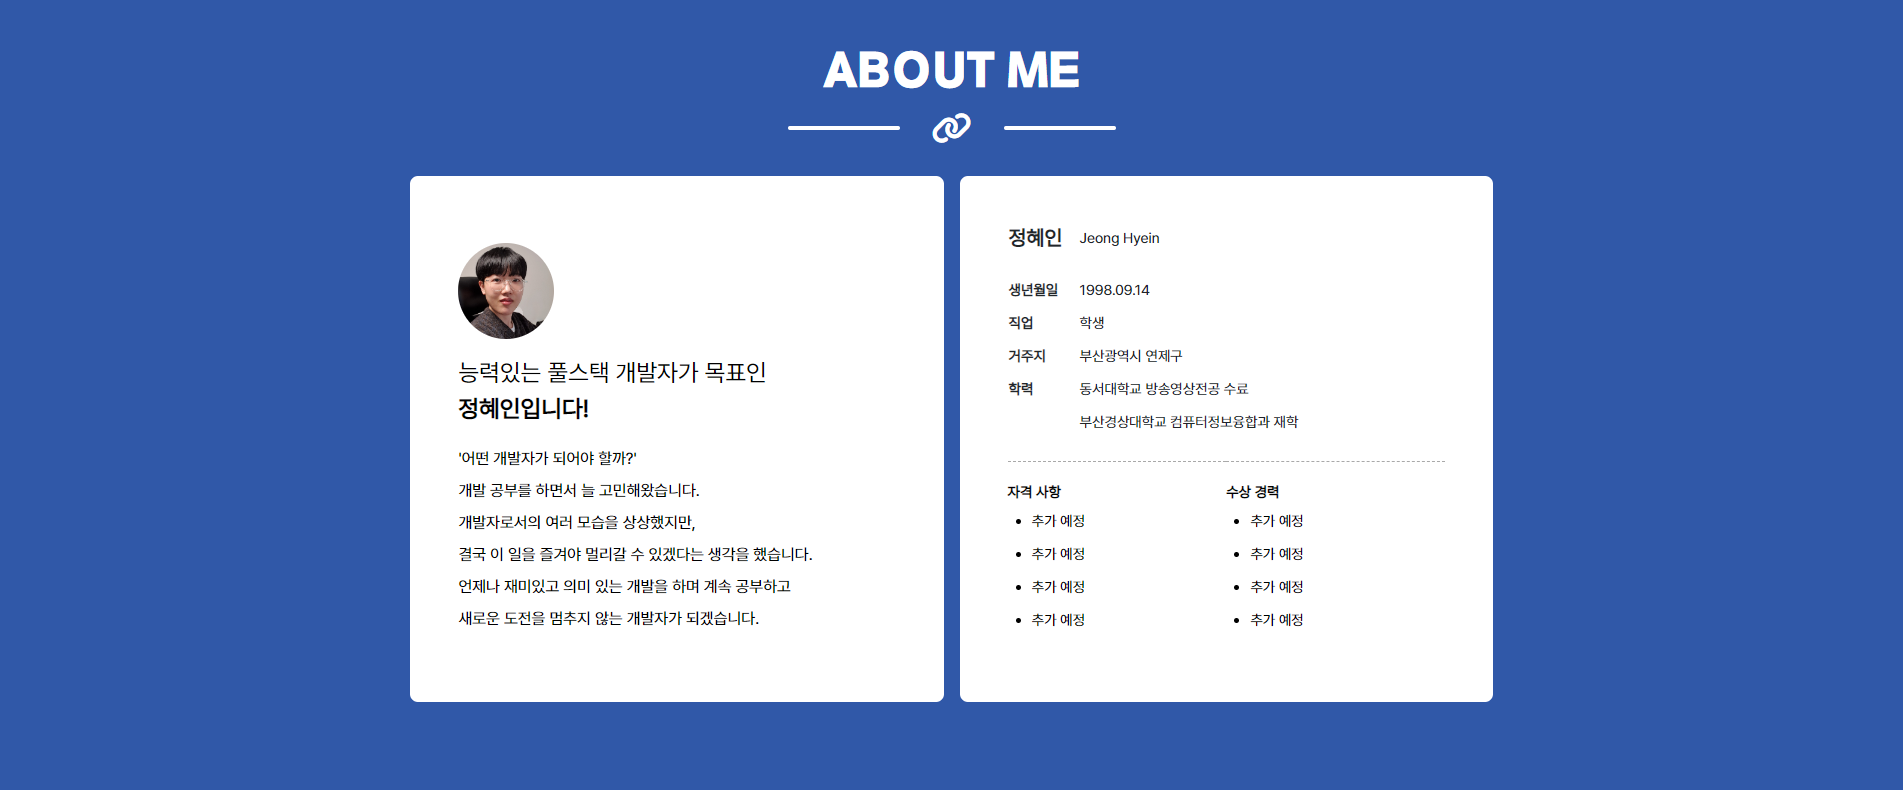 ABOUT ME
능력있는 풀스택 개발자가 목표인
정혜인입니다!
'어떤 개발자가 되어야 할까?'
개발 공부를 하면서 늘 고민해왔습니다.
개발자로서의 여러 모습을 상상했지만,
결국 이 일을 즐겨야 멀리갈 수 있겠다는 생각을 했습니다.
언제나 재미있고 의미 있는 개발을 하며 계속 공부하고
새로운 도전을 멈추지 않는 개발자가 되겠습니다.
정혜인 Jeong Hyein
생년월일 1998.09.14
직업 학생
거주지 부산광역시 연제구
학력 동서대학교 방송영상전공 수료
부산경상대학교 컴퓨터정보융합과 재학
자격 사항
추가 예정
추가 예정
추가 예정
추가 예정
수상 경력
추가 예정
추가 예정
추가 예정
추가 예정